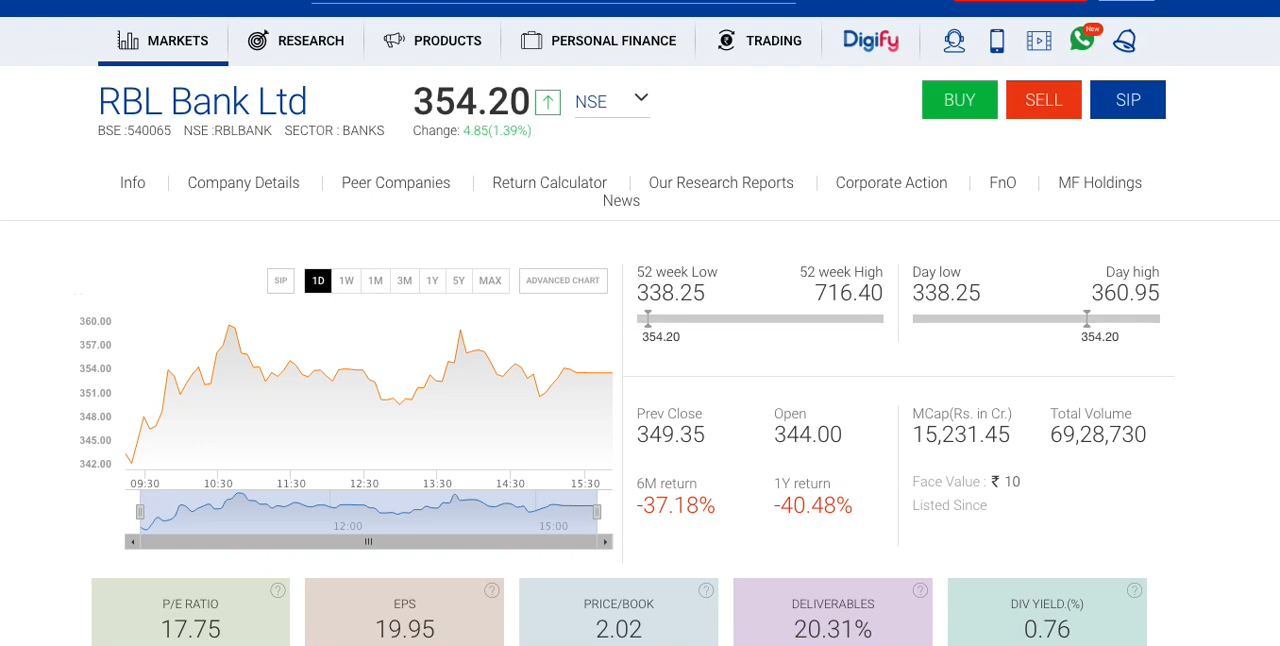 MARKETS RESEARCH PRODUCTS PERSONAL FINANCE TRADING Digify New
RBL Bank Ltd 354.20 NSE BUY SELL SIP
BSE :540065 NSE :RBLBANK SECTOR : BANKS Change: 4.85(1.39%)
Info Company Details Peer Companies Return Calculator Our Research Reports Corporate Action FnO MF Holdings
News
SIP 1D 1W 1M 3M 1Y 5Y MAX ADVANCED CHART
52 week Low 52 week High Day low Day high
338.25 716.40 338.25 360.95
354.20 354.20
360.00
357.00
354.00
351.00
348.00
345.00
342.00
09:30 10:30 11:30 12:30 13:30 14:30 15:30
12:00 15:00
Prev Close Open MCap(Rs. in Cr.) Total Volume
349.35 344.00 15,231.45 69,28,730
6M return 1Y return Face Value : ₹ 10
-37.18% -40.48% Listed Since
P/E RATIO EPS PRICE/BOOK DELIVERABLES DIV YIELD.(%)
17.75 19.95 2.02 20.31% 0.76